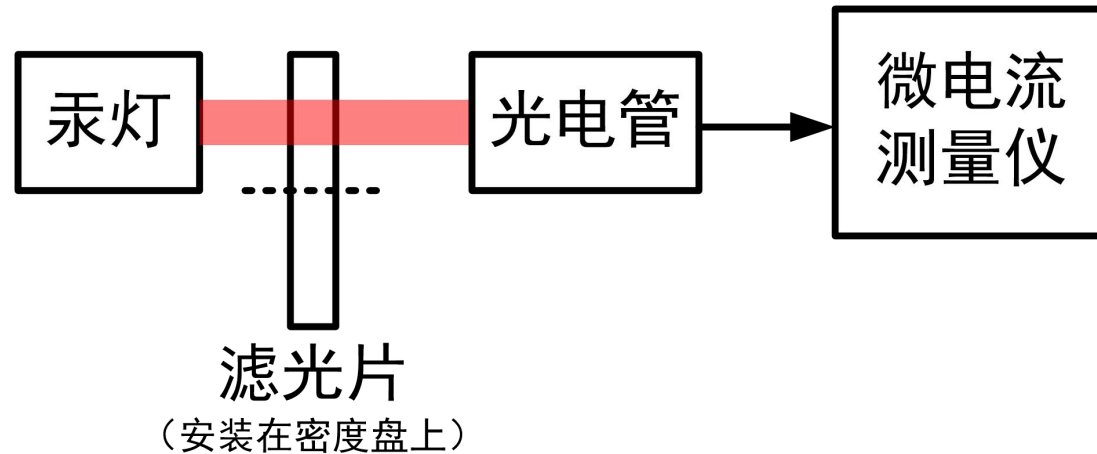 汞灯
光电管
微电流
测量仪
滤光片
（安装在密度盘上）